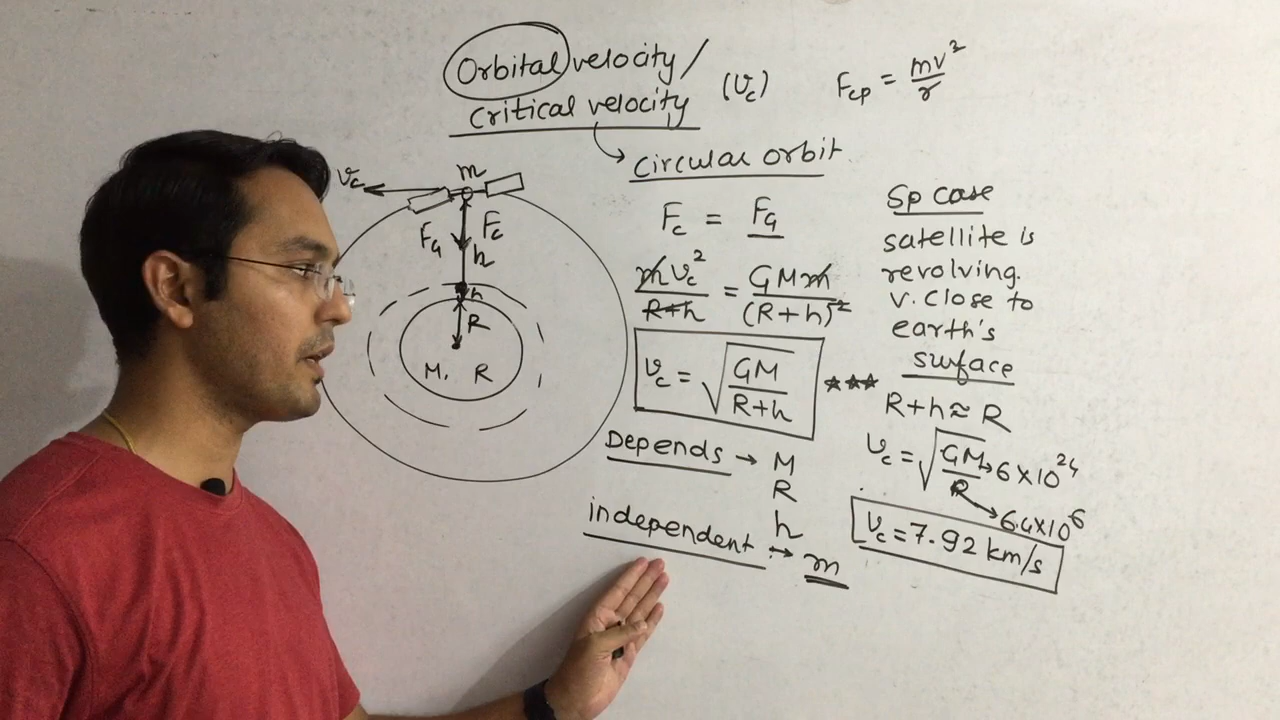 Orbital velocity /
critical velocity (vc)
Fcp = mv²/r
circular orbit
Fc = FG
mvc²/R+h = GMm/(R+h)²
vc = √GM/R+h ★★★
Depends → M
R
h
independent → m
Sp case
satellite is
revolving.
v. close to
earth's
surface
R+h ≈ R
vc = √GM/R → 6×10²⁴
→ 6.4×10⁶
vc = 7.92 km/s
vc m
FG Fc
h
h
R
M, R